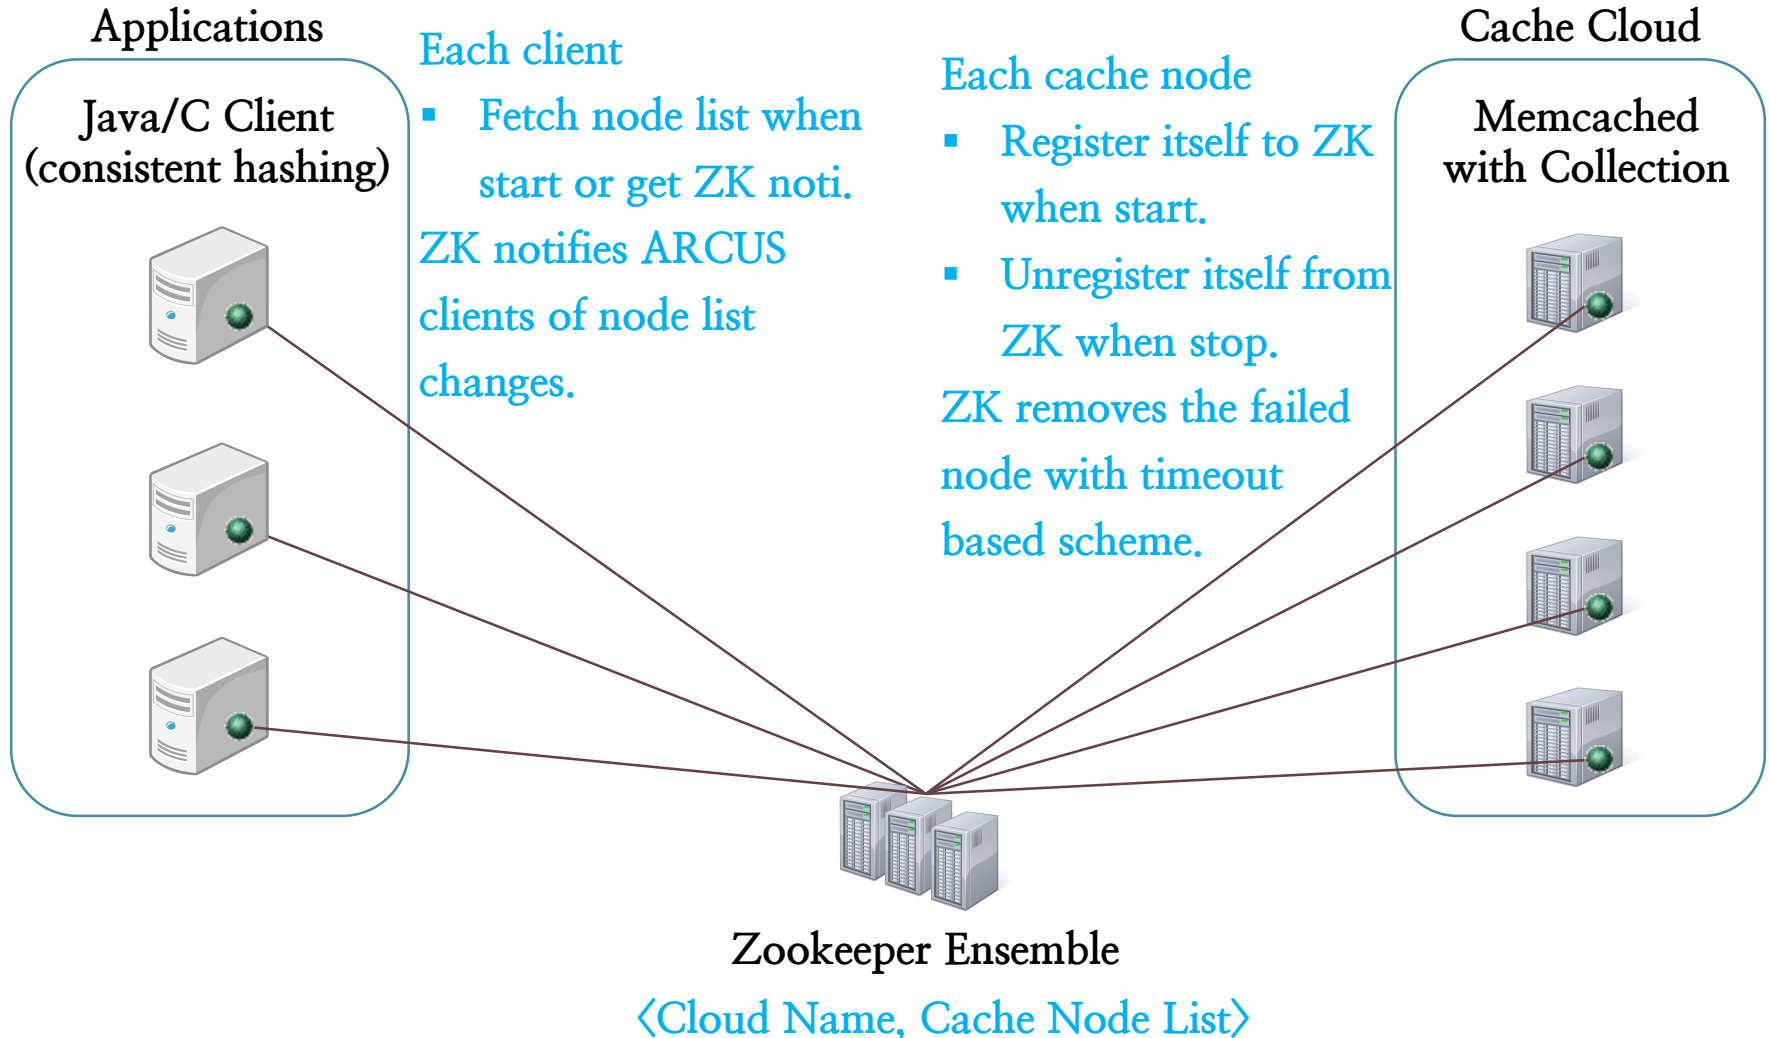 Applications
Java/C Client
(consistent hashing)
Each client
▪ Fetch node list when
start or get ZK noti.
ZK notifies ARCUS
clients of node list
changes.
Each cache node
▪ Register itself to ZK
when start.
▪ Unregister itself from
ZK when stop.
ZK removes the failed
node with timeout
based scheme.
Cache Cloud
Memcached
with Collection
Zookeeper Ensemble
〈Cloud Name, Cache Node List〉